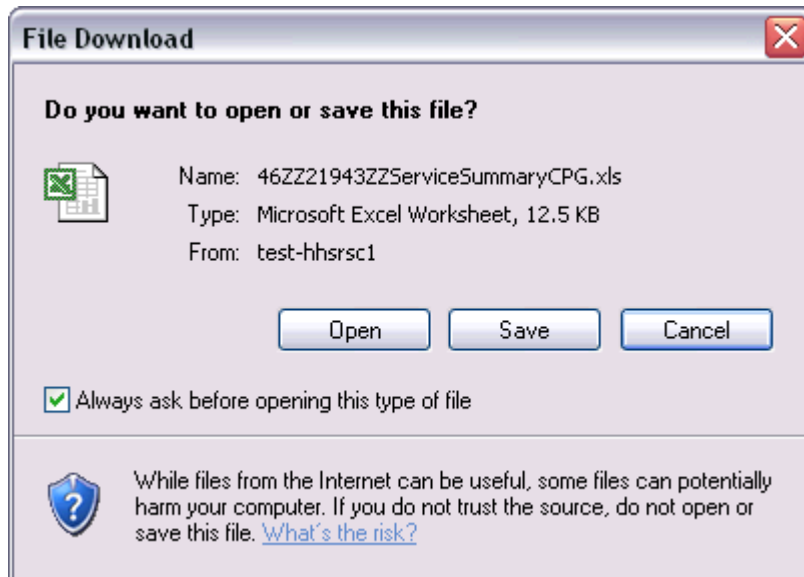 File Download
Do you want to open or save this file?
Name: 46ZZ21943ZZServiceSummaryCPG.xls
Type: Microsoft Excel Worksheet, 12.5 KB
From: test-hhsrsc1
Open Save Cancel
Always ask before opening this type of file
While files from the Internet can be useful, some files can potentially
harm your computer. If you do not trust the source, do not open or
save this file. What's the risk?